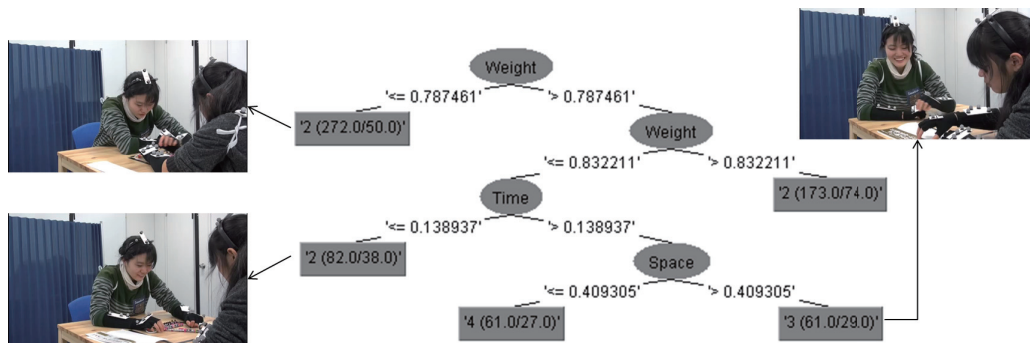 Weight
'<= 0.787461' '> 0.787461'
'2 (272.0/50.0)'
Weight
'<= 0.832211' '> 0.832211'
Time
'2 (173.0/74.0)'
'<= 0.138937' '> 0.138937'
'2 (82.0/38.0)'
Space
'<= 0.409305' '> 0.409305'
'4 (61.0/27.0)'
'3 (61.0/29.0)'